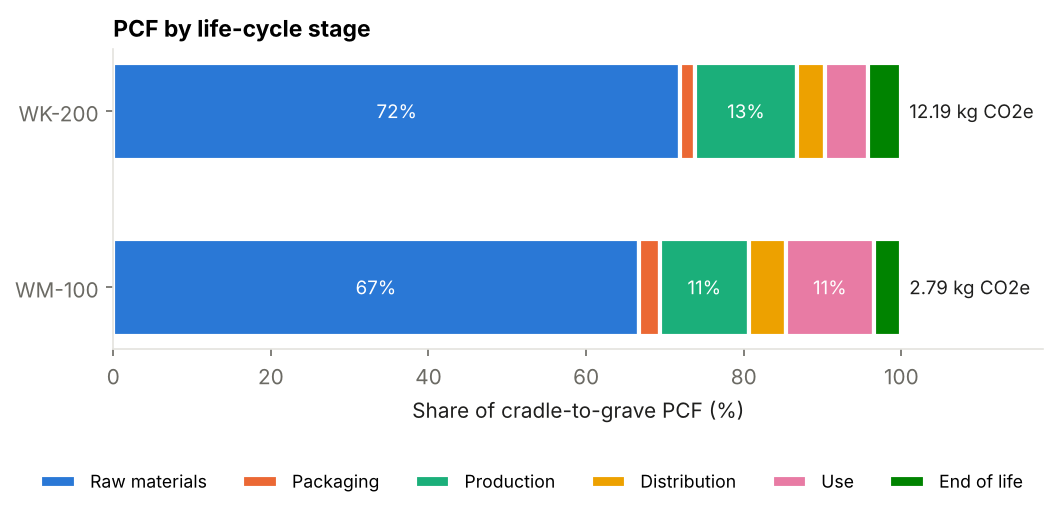 PCF by life-cycle stage
WK-200
72%
13%
12.19 kg CO2e
WM-100
67%
11%
11%
2.79 kg CO2e
0 20 40 60 80 100
Share of cradle-to-grave PCF (%)
Raw materials Packaging Production Distribution Use End of life